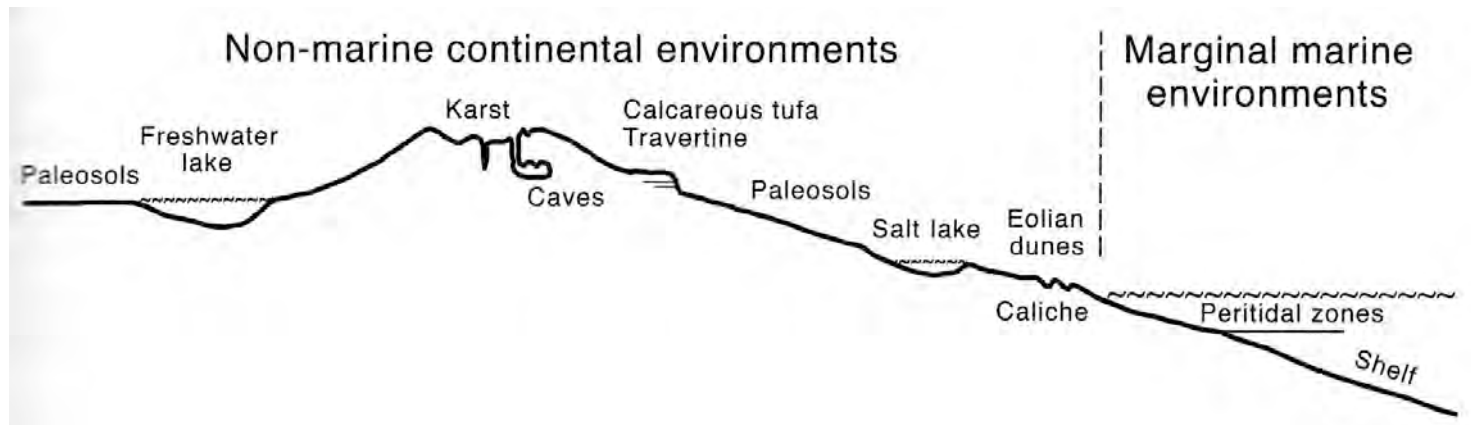 Non-marine continental environments
Marginal marine
environments
Karst
Calcareous tufa
Travertine
Freshwater
lake
Paleosols
Caves
Paleosols
Salt lake
Eolian
dunes
Caliche
Peritidal zones
Shelf